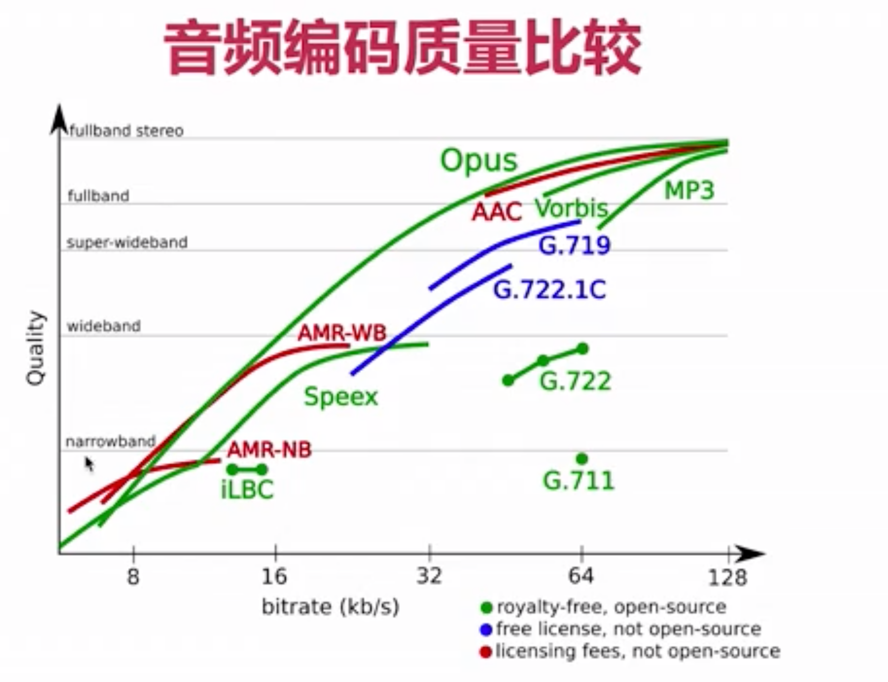 音频编码质量比较
fullband stereo
Opus
MP3
fullband
AAC
Vorbis
super-wideband
G.719
G.722.1C
Quality
wideband
AMR-WB
G.722
Speex
narrowband
AMR-NB
iLBC
G.711
8
16
32
64
128
bitrate (kb/s)
royalty-free, open-source
free license, not open-source
licensing fees, not open-source